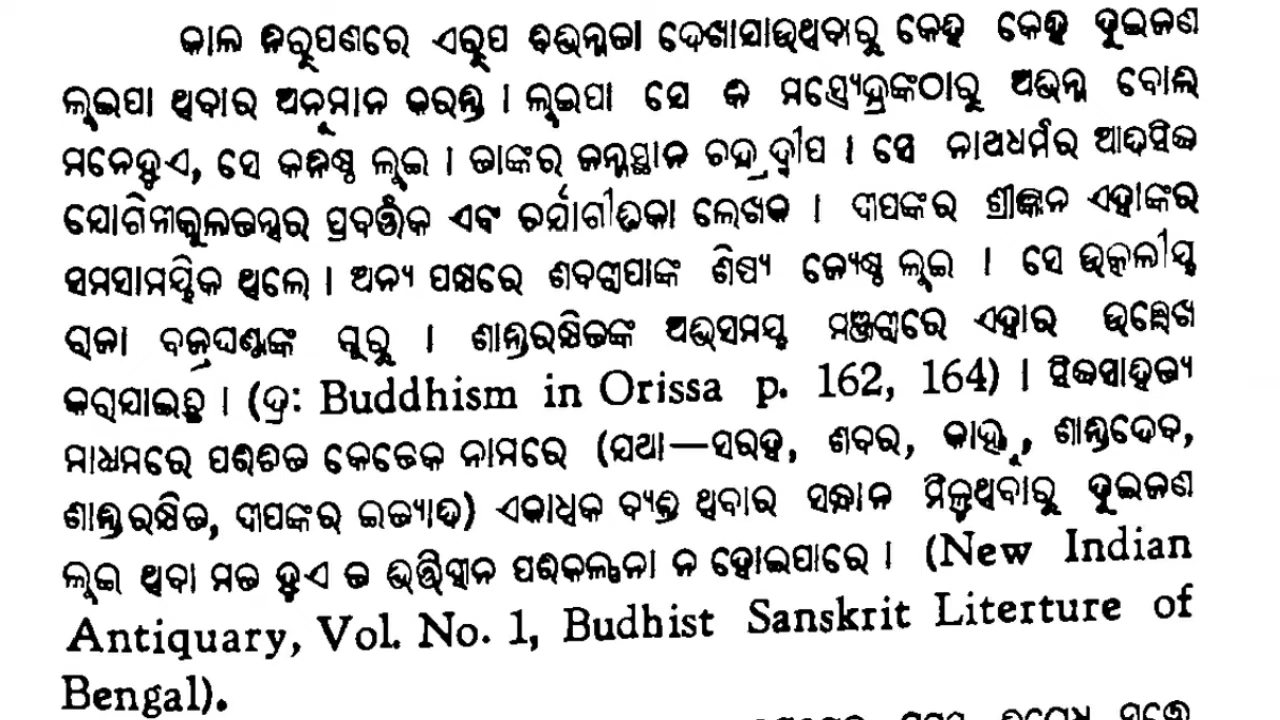 କାଳ ନିରୂପଣରେ ଏରୂପ ବିଭିନ୍ନତା ଦେଖାଯାଉଥିବାରୁ କେହି କେହି ଦୁଇଜଣ
ଲୁଇପା ଥିବାର ଅନୁମାନ କରନ୍ତି । ଲୁଇପା ଯେ କି ମତ୍ସ୍ୟେନ୍ଦ୍ରଙ୍କଠାରୁ ଅଭିନ୍ନ ବୋଲି
ମନେହୁଏ, ସେ କନିଷ୍ଠ ଲୁଇ । ତାଙ୍କର ଜନ୍ମସ୍ଥାନ ଚନ୍ଦ୍ରଦ୍ୱୀପ । ସେ ନାଥଧର୍ମର ଆଦିସିଦ୍ଧ
ଯୋଗିନୀକୁଳତନ୍ତ୍ରର ପ୍ରବର୍ତ୍ତକ ଏବଂ ଚର୍ଯାଗୀତିକା ଲେଖକ । ଦୀପଙ୍କର ଶ୍ରୀଜ୍ଞାନ ଏହାଙ୍କର
ସମସାମୟିକ ଥିଲେ । ଅନ୍ୟ ପକ୍ଷରେ ଶବରୀପାଙ୍କ ଶିଷ୍ୟ ଜ୍ୟେଷ୍ଠ ଲୁଇ । ସେ ଉତ୍କଳୀୟ
ରାଜା ବଜ୍ରଘଣ୍ଟଙ୍କ ଗୁରୁ । ଶାନ୍ତରକ୍ଷିତଙ୍କ ଅଭିସମୟ ମଞ୍ଜରୀରେ ଏହାର ଉଲ୍ଲେଖ
କରାଯାଇଛି । (ଦ୍ର: Buddhism in Orissa p. 162, 164) । ସିଦ୍ଧସାହିତ୍ୟ
ମାଧ୍ୟମରେ ପରିଚିତ କେତେକ ନାମରେ (ଯଥା—ସରହ, ଶବର, କାହ୍ନୁ, ଶାନ୍ତିଦେବ,
ଶାନ୍ତରକ୍ଷିତ, ଦୀପଙ୍କର ଇତ୍ୟାଦି) ଏକାଧିକ ବ୍ୟକ୍ତି ଥିବାର ସନ୍ଧାନ ମିଳୁଥିବାରୁ ଦୁଇଜଣ
ଲୁଇ ଥିବା ମତ ହୁଏ ତ ଭିତ୍ତିହୀନ ପରିକଳ୍ପନା ନ ହୋଇପାରେ । (New Indian
Antiquary, Vol. No. 1, Budhist Sanskrit Literture of
Bengal).